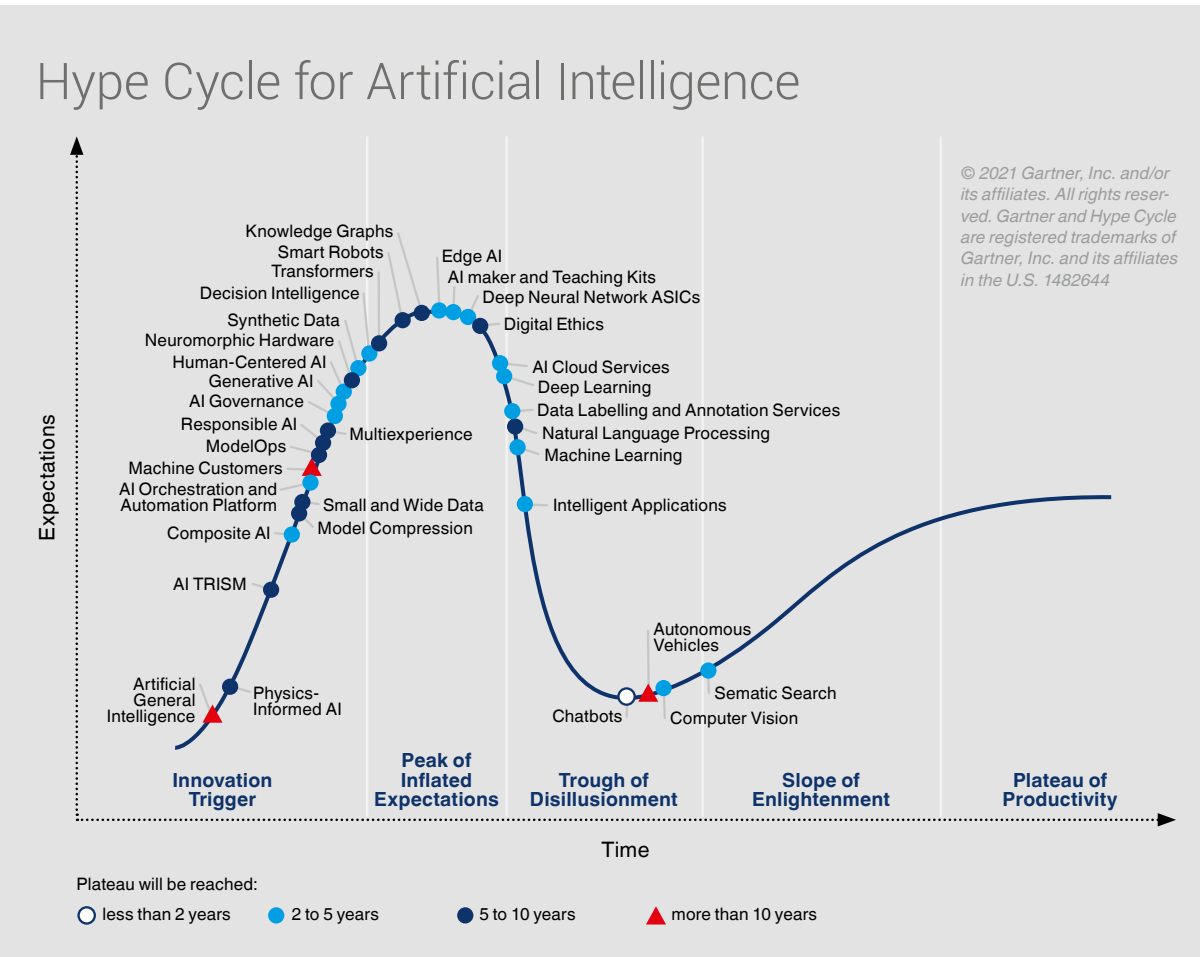 Hype Cycle for Artificial Intelligence
© 2021 Gartner, Inc. and/or
its affiliates. All rights reser-
ved. Gartner and Hype Cycle
are registered trademarks of
Gartner, Inc. and its affiliates
in the U.S. 1482644
Expectations
Knowledge Graphs
Smart Robots
Transformers
Decision Intelligence
Synthetic Data
Neuromorphic Hardware
Human-Centered AI
Generative AI
AI Governance
Responsible AI
ModelOps
Machine Customers
AI Orchestration and
Automation Platform
Composite AI
AI TRISM
Artificial
General
Intelligence
Physics-
Informed AI
Multiexperience
Small and Wide Data
Model Compression
Edge AI
AI maker and Teaching Kits
Deep Neural Network ASICs
Digital Ethics
AI Cloud Services
Deep Learning
Data Labelling and Annotation Services
Natural Language Processing
Machine Learning
Intelligent Applications
Autonomous
Vehicles
Chatbots
Sematic Search
Computer Vision
Innovation
Trigger
Peak of
Inflated
Expectations
Trough of
Disillusionment
Slope of
Enlightenment
Plateau of
Productivity
Time
Plateau will be reached:
less than 2 years
2 to 5 years
5 to 10 years
more than 10 years